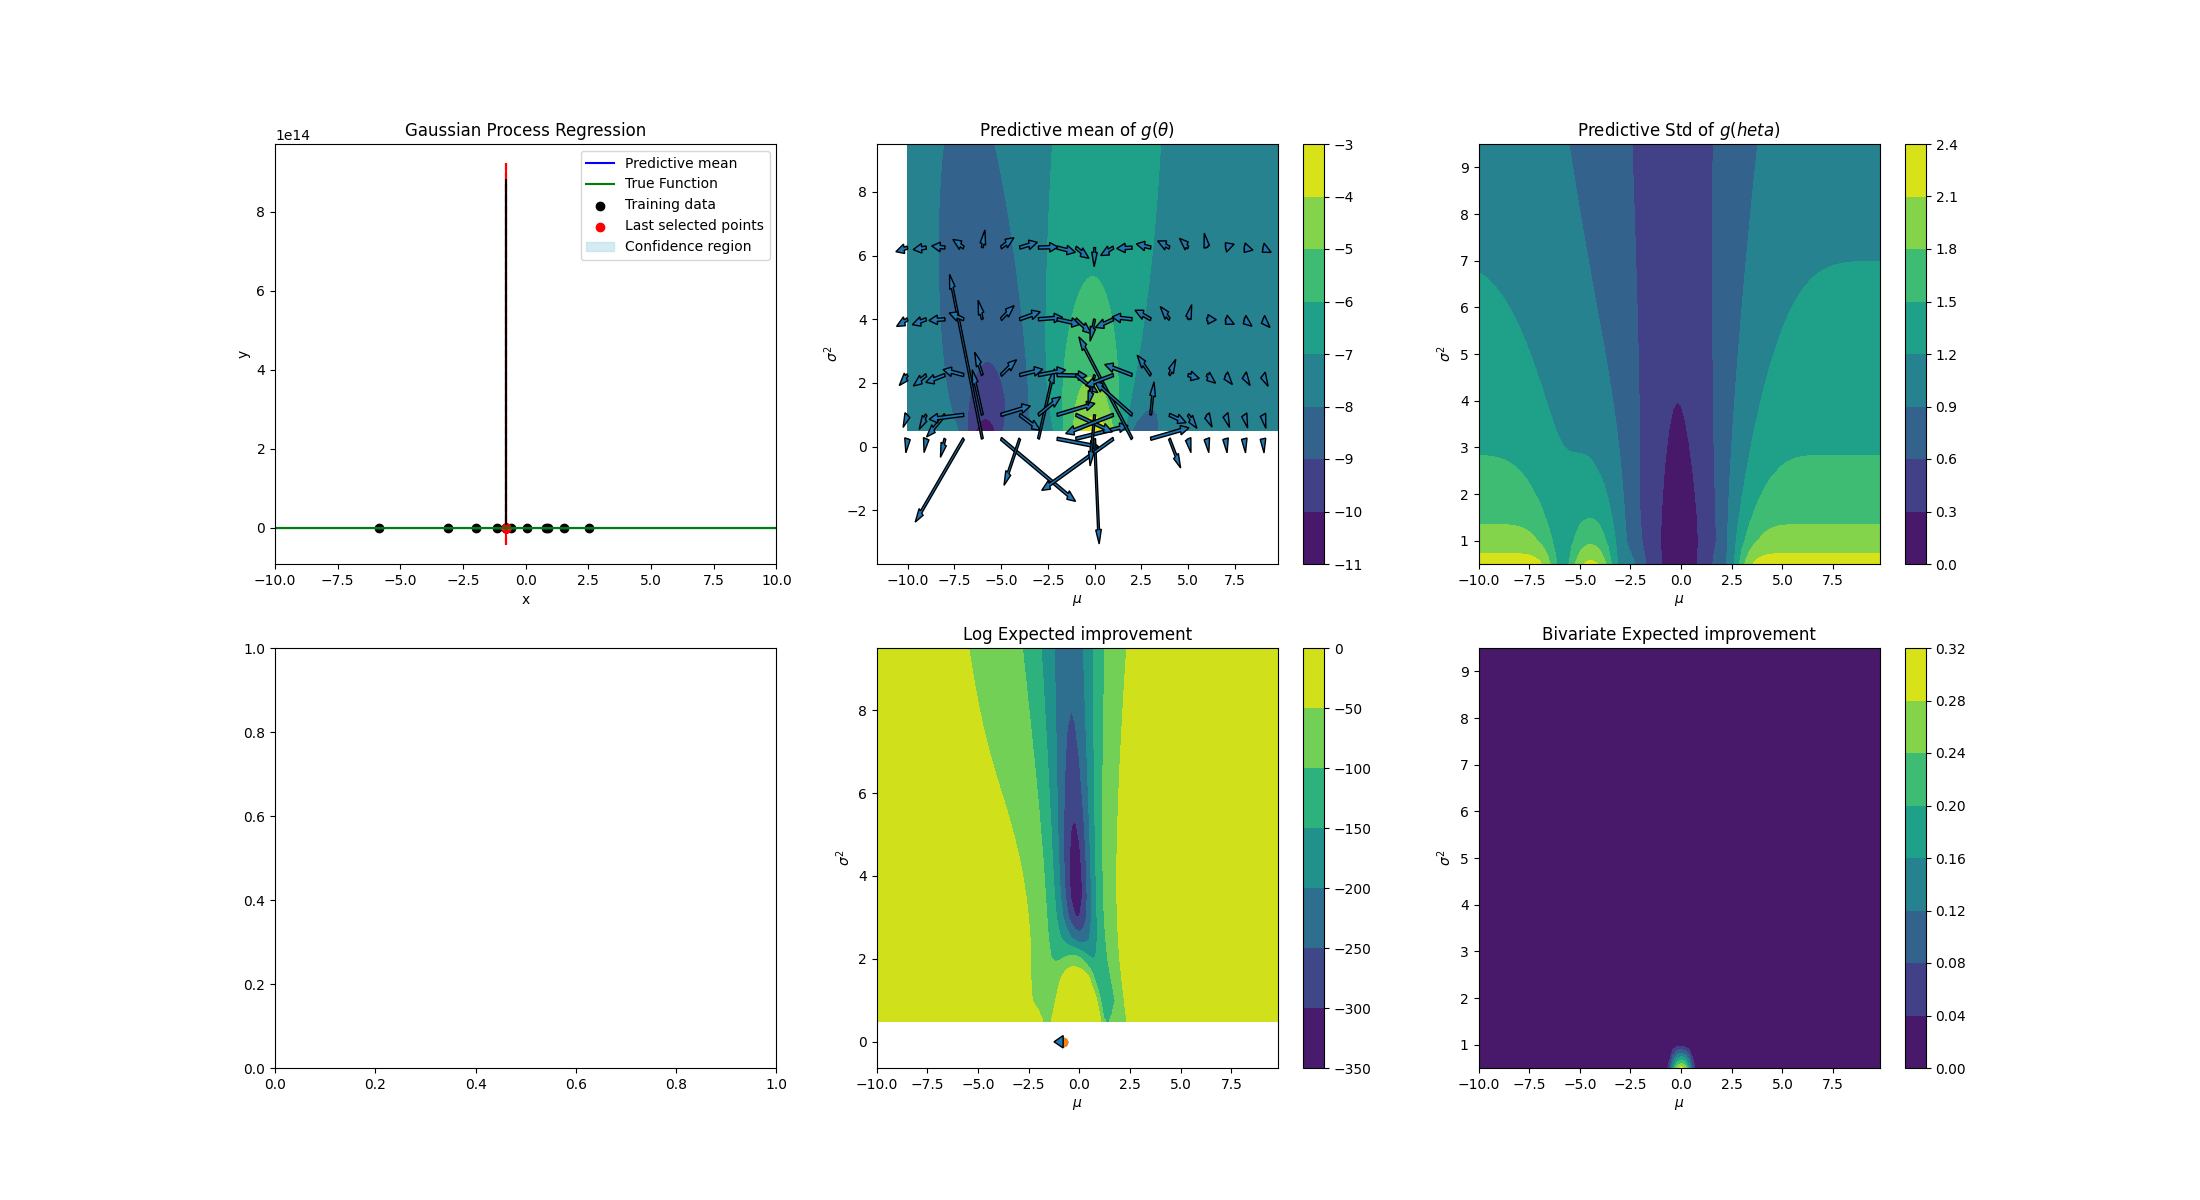 Gaussian Process Regression
1e14
Predictive mean
True Function
Training data
Last selected points
Confidence region
8
6
4
2
0
y
−10.0 −7.5 −5.0 −2.5 0.0 2.5 5.0 7.5 10.0
x
Predictive mean of g(θ)
8
6
4
2
0
−2
σ²
−10.0 −7.5 −5.0 −2.5 0.0 2.5 5.0 7.5
μ
−3
−4
−5
−6
−7
−8
−9
−10
−11
Predictive Std of g(heta)
9
8
7
6
5
4
3
2
1
σ²
−10.0 −7.5 −5.0 −2.5 0.0 2.5 5.0 7.5
μ
2.4
2.1
1.8
1.5
1.2
0.9
0.6
0.3
0.0
1.0
0.8
0.6
0.4
0.2
0.0
0.0 0.2 0.4 0.6 0.8 1.0
Log Expected improvement
8
6
4
2
0
σ²
−10.0 −7.5 −5.0 −2.5 0.0 2.5 5.0 7.5
μ
0
−50
−100
−150
−200
−250
−300
−350
Bivariate Expected improvement
9
8
7
6
5
4
3
2
1
σ²
−10.0 −7.5 −5.0 −2.5 0.0 2.5 5.0 7.5
μ
0.32
0.28
0.24
0.20
0.16
0.12
0.08
0.04
0.00